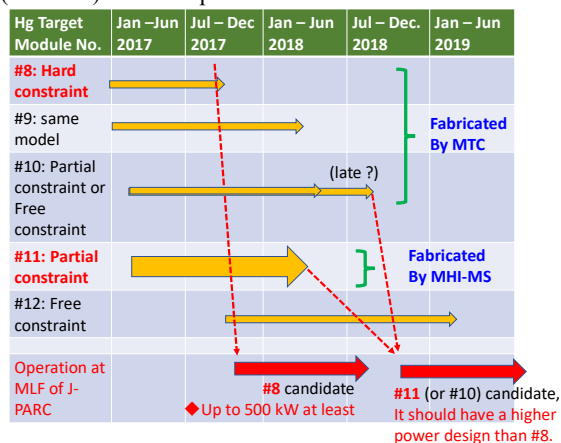 Hg Target
Module No.
Jan –Jun
2017
Jul – Dec
2017
Jan – Jun
2018
Jul – Dec.
2018
Jan – Jun
2019
#8: Hard
constraint
#9: same
model
#10: Partial
constraint or
Free
constraint
(late ?)
Fabricated
By MTC
#11: Partial
constraint
Fabricated
By MHI-MS
#12: Free
constraint
Operation at
MLF of J-
PARC
#8 candidate
◆Up to 500 kW at least
#11 (or #10) candidate,
It should have a higher
power design than #8.